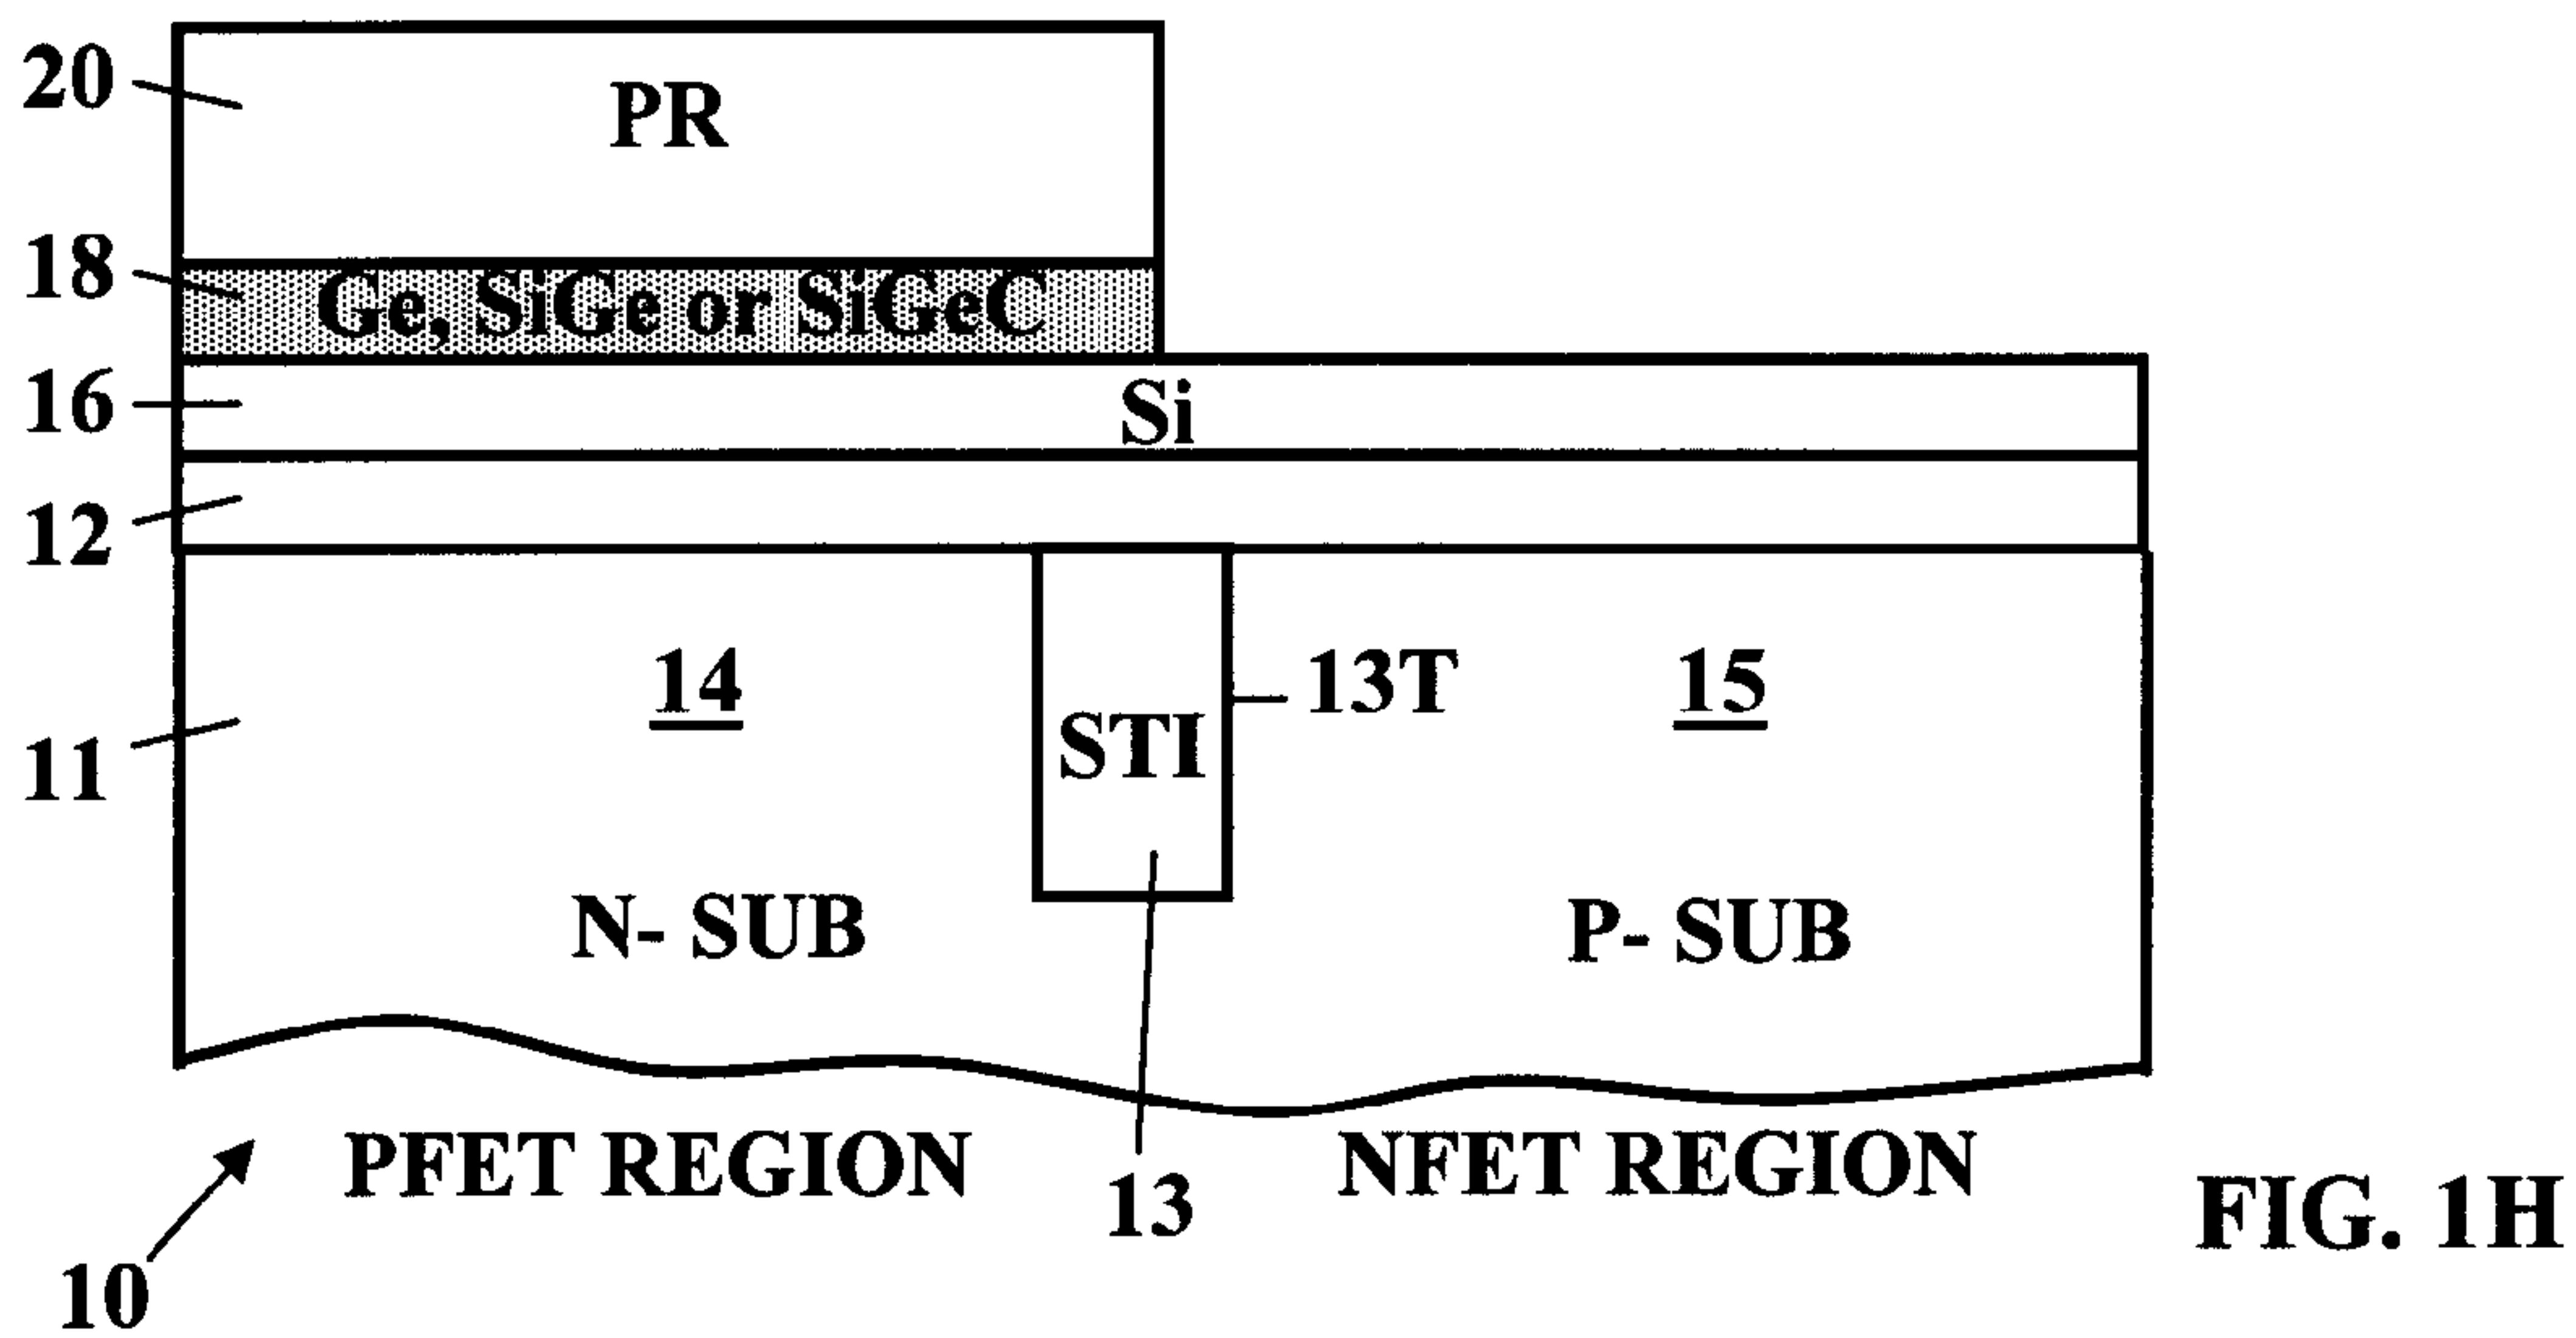 20
PR
18
Ge, SiGe or SiGeC
16
Si
12
14
13T
15
11
STI
N- SUB
P- SUB
PFET REGION
NFET REGION
13
FIG. 1H
10